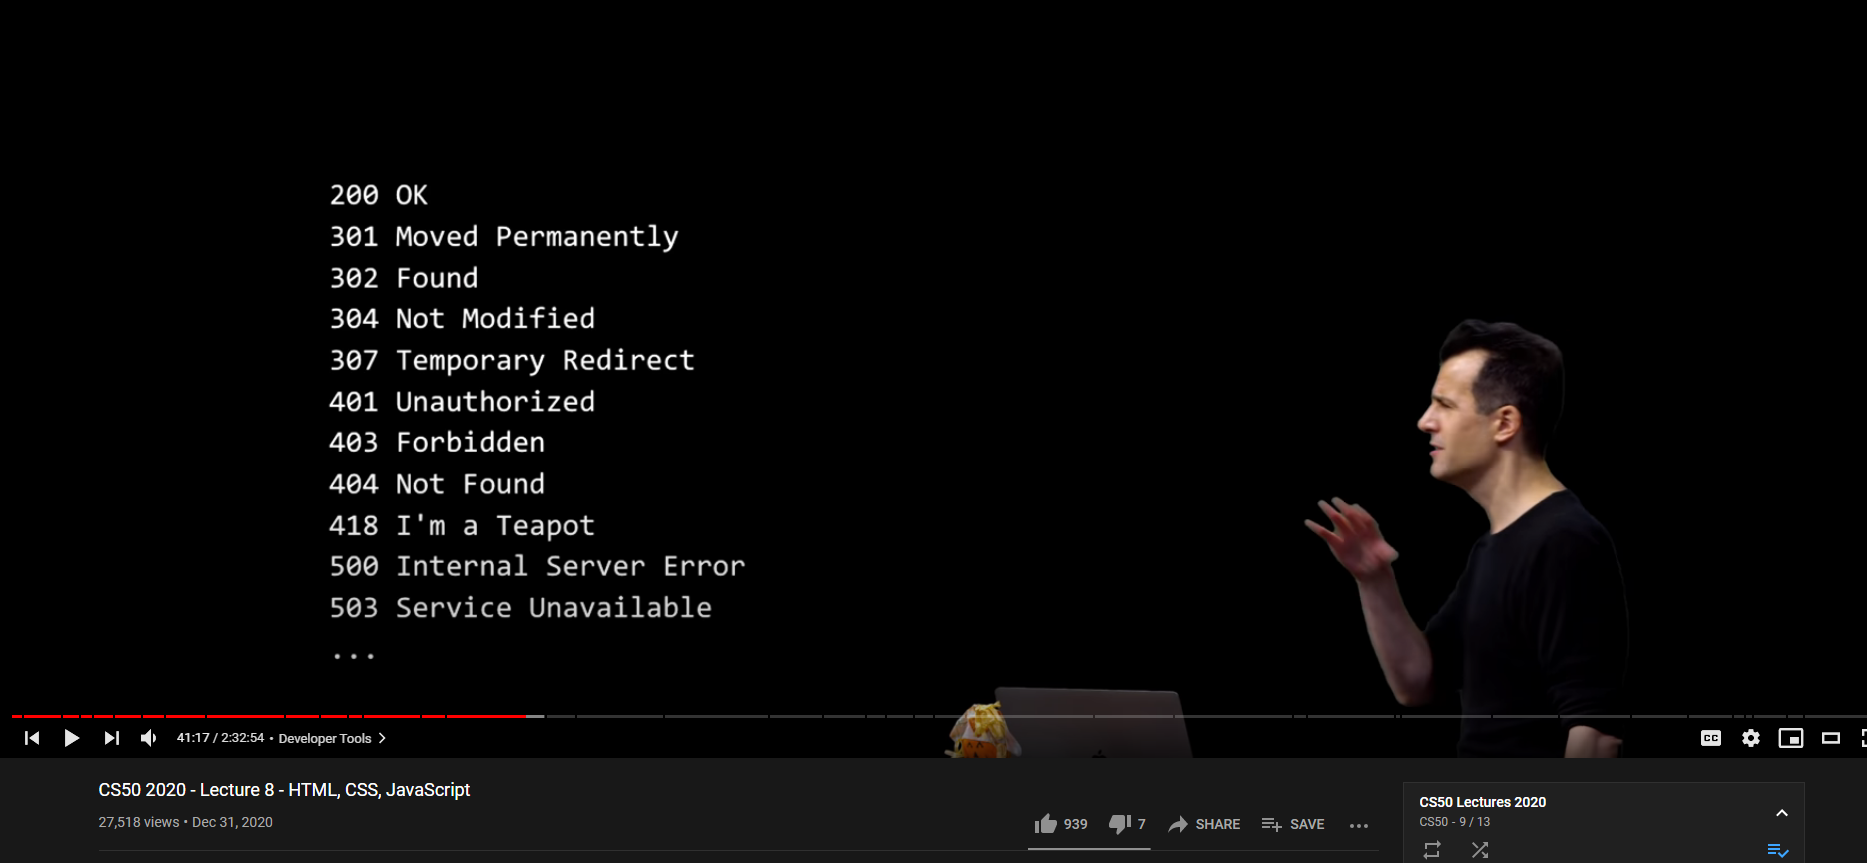 200 OK
301 Moved Permanently
302 Found
304 Not Modified
307 Temporary Redirect
401 Unauthorized
403 Forbidden
404 Not Found
418 I'm a Teapot
500 Internal Server Error
503 Service Unavailable
...
41:17 / 2:32:54 • Developer Tools
CC
CS50 2020 - Lecture 8 - HTML, CSS, JavaScript
27,518 views • Dec 31, 2020
939
7
SHARE
SAVE
CS50 Lectures 2020
CS50 - 9 / 13